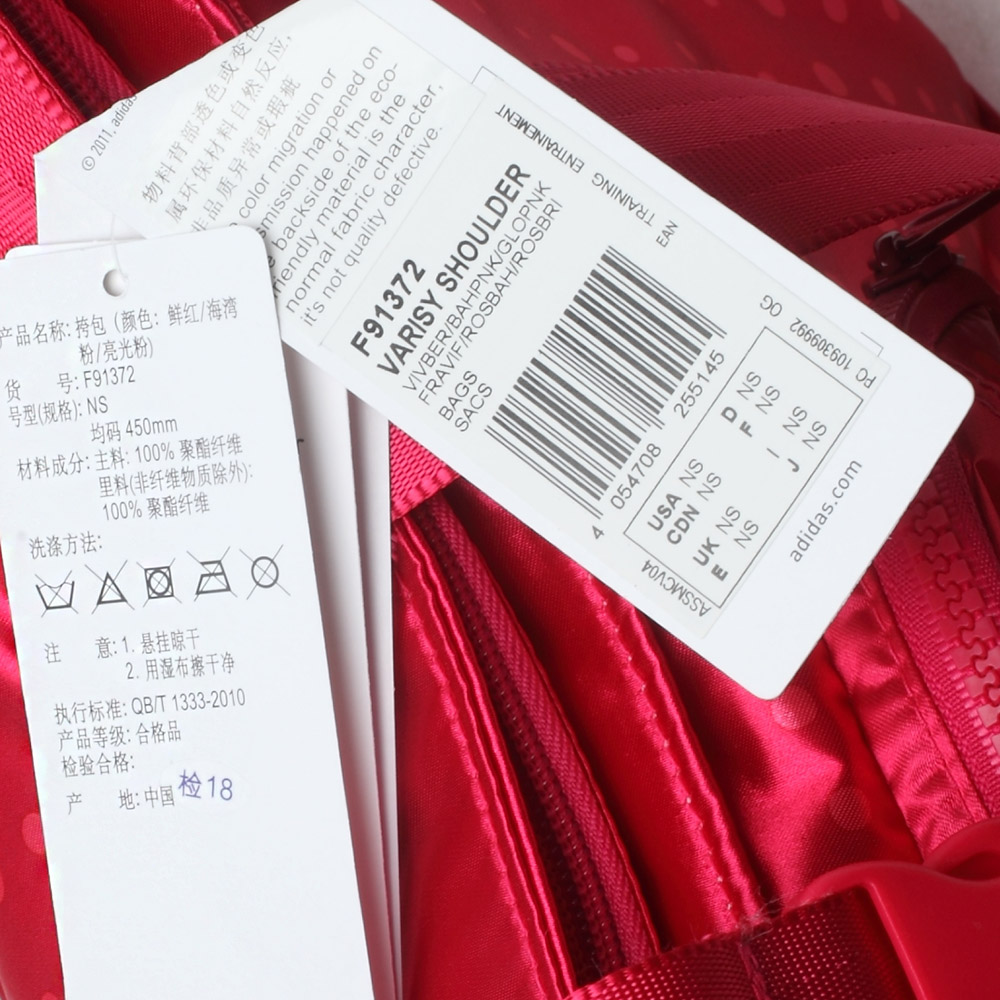 产品名称: 挎包 (颜色: 鲜红/海湾
粉/亮光粉)
货 号: F91372
号型(规格): NS
均码 450mm
材料成分: 主料: 100% 聚酯纤维
里料(非纤维物质除外):
100% 聚酯纤维
洗涤方法:
注 意: 1. 悬挂晾干
2. 用湿布擦干净
执行标准: QB/T 1333-2010
产品等级: 合格品
检验合格:
检18
产 地: 中国
© 2011, adidas
物料背部透色或变色
属环保材料自然反应,
非品质异常或瑕疵
color migration or
mission happened on
backside of the eco-
iendly material is the
normal fabric character,
it's not quality defective.
TRAINING ENTRAINEMENT
F91372
VARISY SHOULDER
VIVBER/BAHPNK/GLOPNK
FRAVIF/ROSBAH/ROSBRI
BAGS
SACS
EAN
4 054708 255145
PC 109309992 OG
USA NS D NS
CDN NS F NS
UK NS I NS
E NS J NS
ASSMCV04
adidas.com